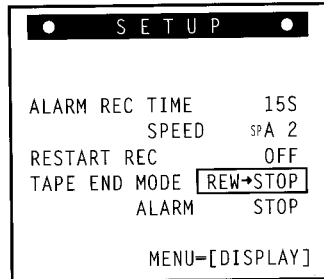 SETUP
ALARM REC TIME 15S
SPEED SPA 2
RESTART REC OFF
TAPE END MODE REW→STOP
ALARM STOP
MENU=[DISPLAY]